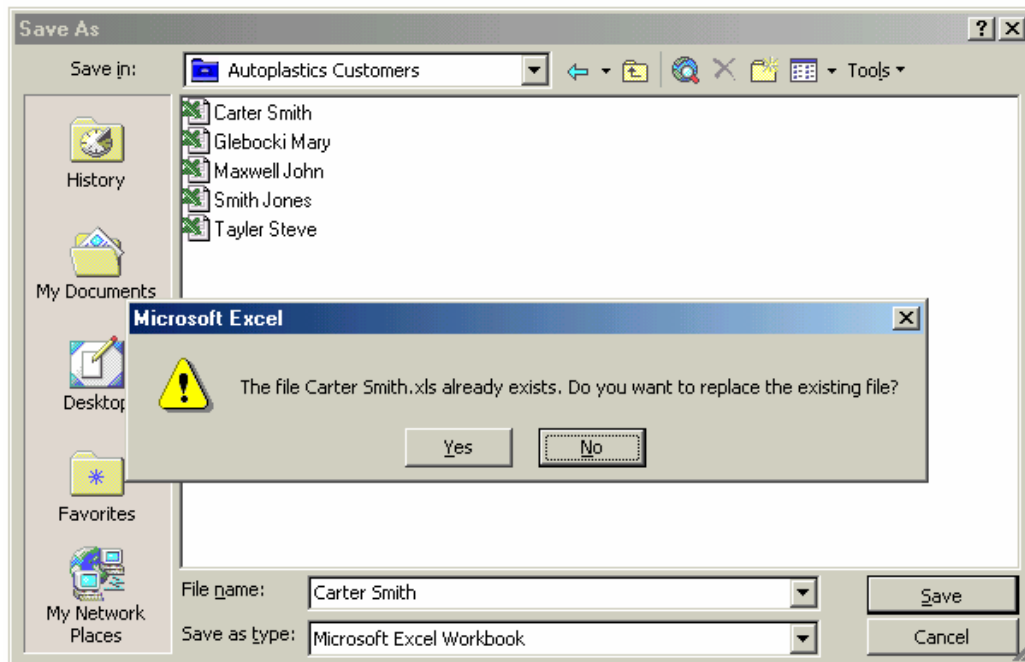 Save As
Save in:
Autoplastics Customers
Tools
Carter Smith
Glebocki Mary
Maxwell John
Smith Jones
Tayler Steve
History
My Documents
Desktop
Favorites
My Network
Places
Microsoft Excel
The file Carter Smith.xls already exists. Do you want to replace the existing file?
Yes
No
File name:
Carter Smith
Save
Save as type:
Microsoft Excel Workbook
Cancel